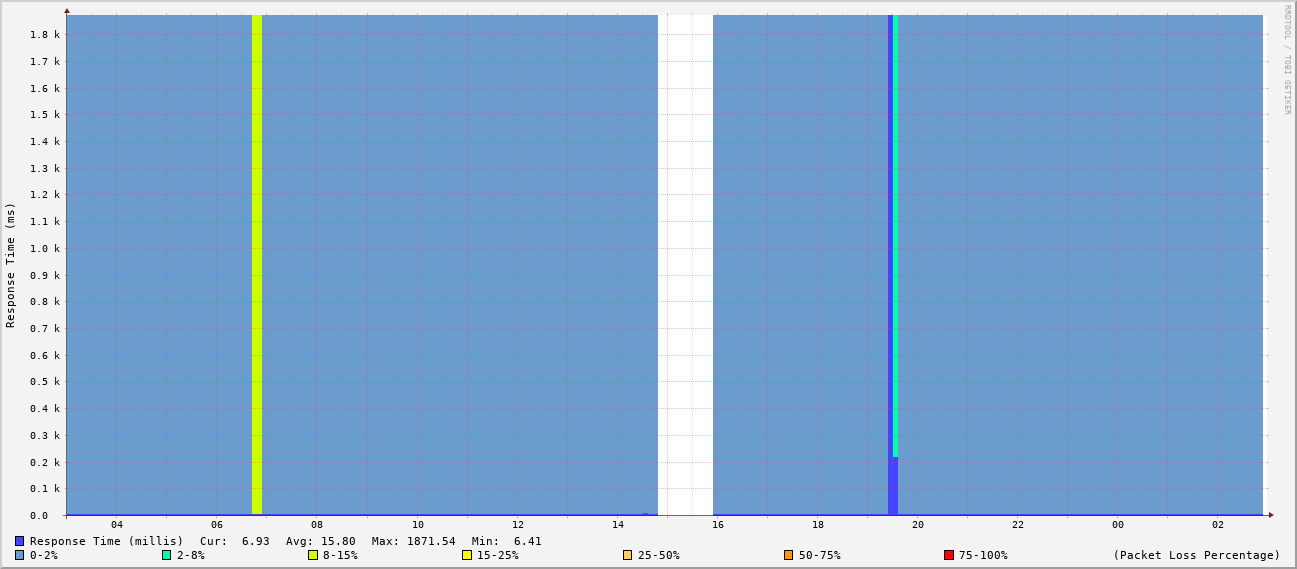 RRDTOOL / TOBI OETIKER
Response Time (ms)
1.8 k
1.7 k
1.6 k
1.5 k
1.4 k
1.3 k
1.2 k
1.1 k
1.0 k
0.9 k
0.8 k
0.7 k
0.6 k
0.5 k
0.4 k
0.3 k
0.2 k
0.1 k
0.0
04 06 08 10 12 14 16 18 20 22 00 02
Response Time (millis) Cur: 6.93 Avg: 15.80 Max: 1871.54 Min: 6.41
0-2% 2-8% 8-15% 15-25% 25-50% 50-75% 75-100% (Packet Loss Percentage)